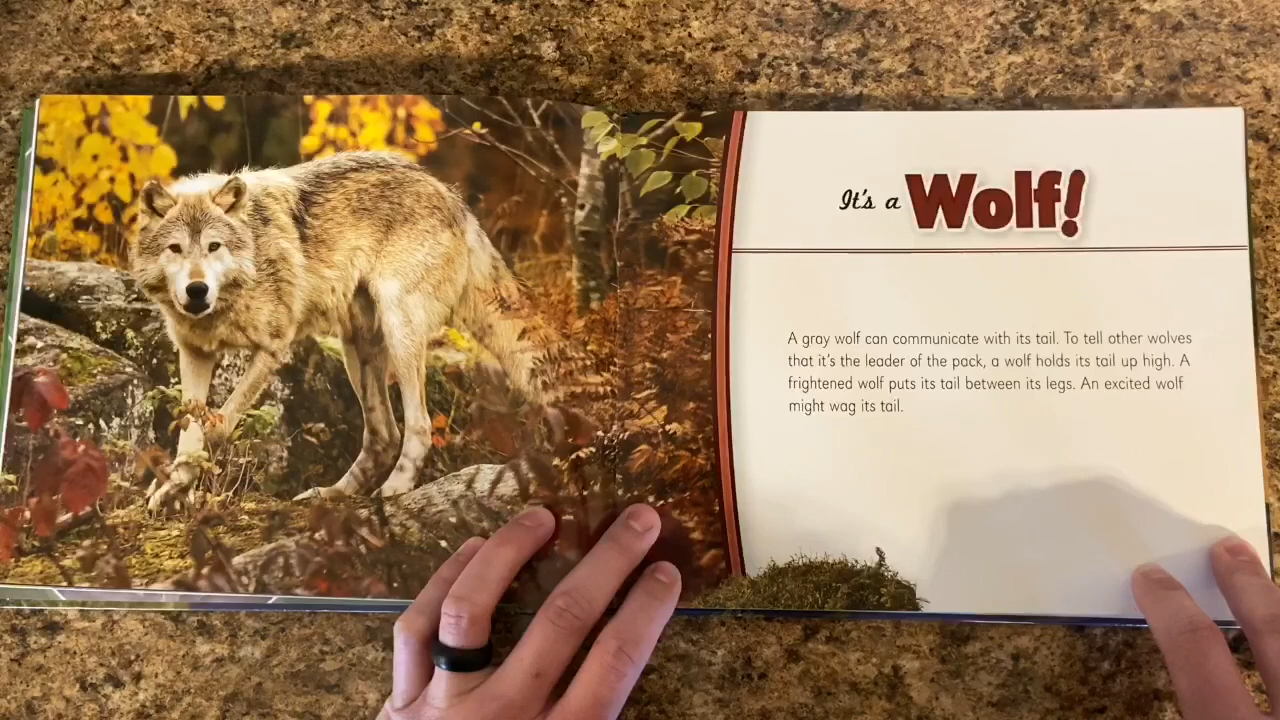 It's a Wolf!
A gray wolf can communicate with its tail. To tell other wolves
that it's the leader of the pack, a wolf holds its tail up high. A
frightened wolf puts its tail between its legs. An excited wolf
might wag its tail.